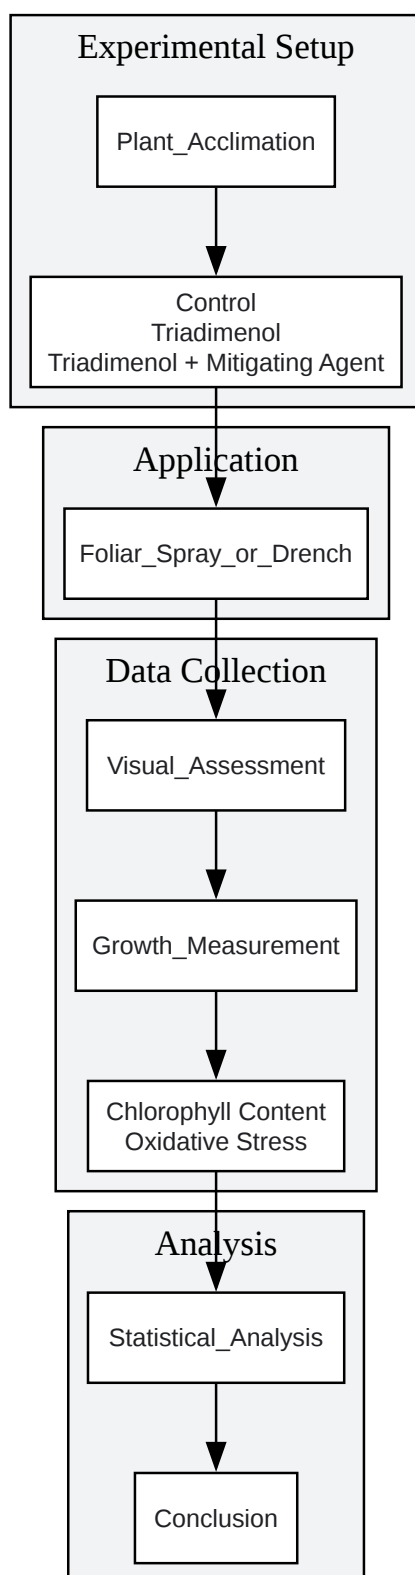 Experimental Setup
Plant_Acclimation
Control
Triadimenol
Triadimenol + Mitigating Agent
Application
Foliar_Spray_or_Drench
Data Collection
Visual_Assessment
Growth_Measurement
Chlorophyll Content
Oxidative Stress
Analysis
Statistical_Analysis
Conclusion